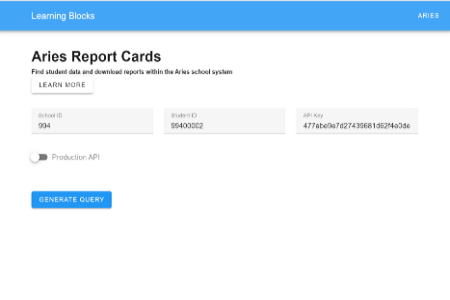 Learning Blocks
ARIES
Aries Report Cards
Find student data and download reports within the Aries school system
LEARN MORE
School ID
994
Student ID
99400002
API Key
477ebe9e7d27439681d62f4e0de
Production API
GENERATE QUERY